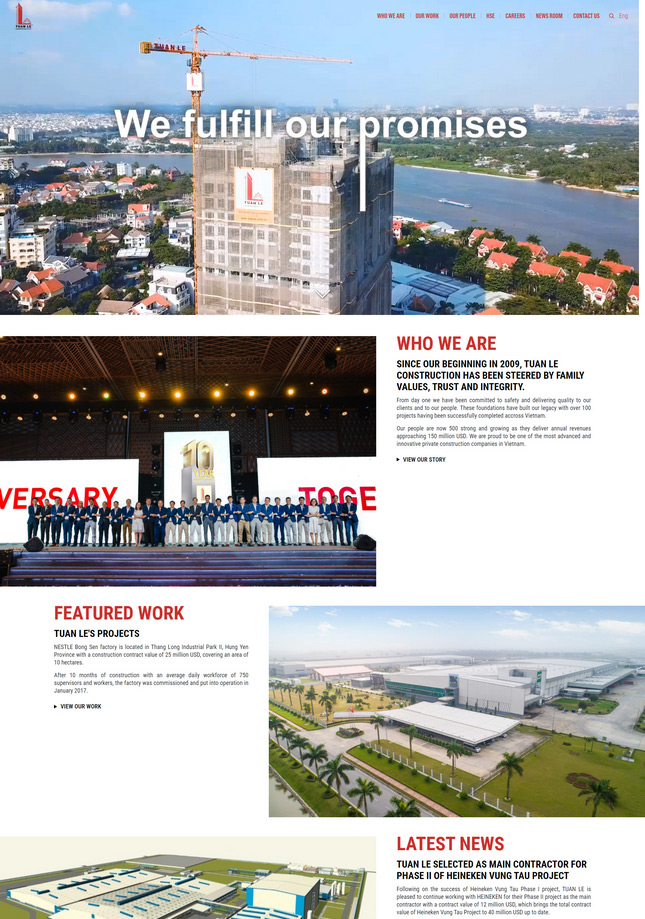 TUAN LE
WHO WE ARE
OUR WORK
OUR PEOPLE
HSE
CAREERS
NEWS ROOM
CONTACT US
Eng
TUAN LE
We fulfill our promises
TUAN LE
WHO WE ARE
SINCE OUR BEGINNING IN 2009, TUAN LE
CONSTRUCTION HAS BEEN STEERED BY FAMILY
VALUES, TRUST AND INTEGRITY.
From day one we have been committed to safety and delivering quality to our
clients and to our people. These foundations have built our legacy with over 100
projects having been successfully completed accross Vietnam.
Our people are now 500 strong and growing as they deliver annual revenues
approaching 150 million USD. We are proud to be one of the most advanced and
innovative private construction companies in Vietnam.
VIEW OUR STORY
10
VERSARY
TOGE
FEATURED WORK
TUAN LE'S PROJECTS
NESTLE Bong Sen factory is located in Thang Long Industrial Park II, Hung Yen
Province with a construction contract value of 25 million USD, covering an area of
10 hectares.
After 10 months of construction with an average daily workforce of 750
supervisors and workers, the factory was commissioned and put into operation in
January 2017.
VIEW OUR WORK
LATEST NEWS
TUAN LE SELECTED AS MAIN CONTRACTOR FOR
PHASE II OF HEINEKEN VUNG TAU PROJECT
Following on the success of Heineken Vung Tau Phase I project, TUAN LE is
pleased to continue working with HEINEKEN for their Phase II project as the main
contractor with a contract value of 12 million USD, which brings the total contract
value of Heineken Vung Tau Project to 40 million USD up to date.